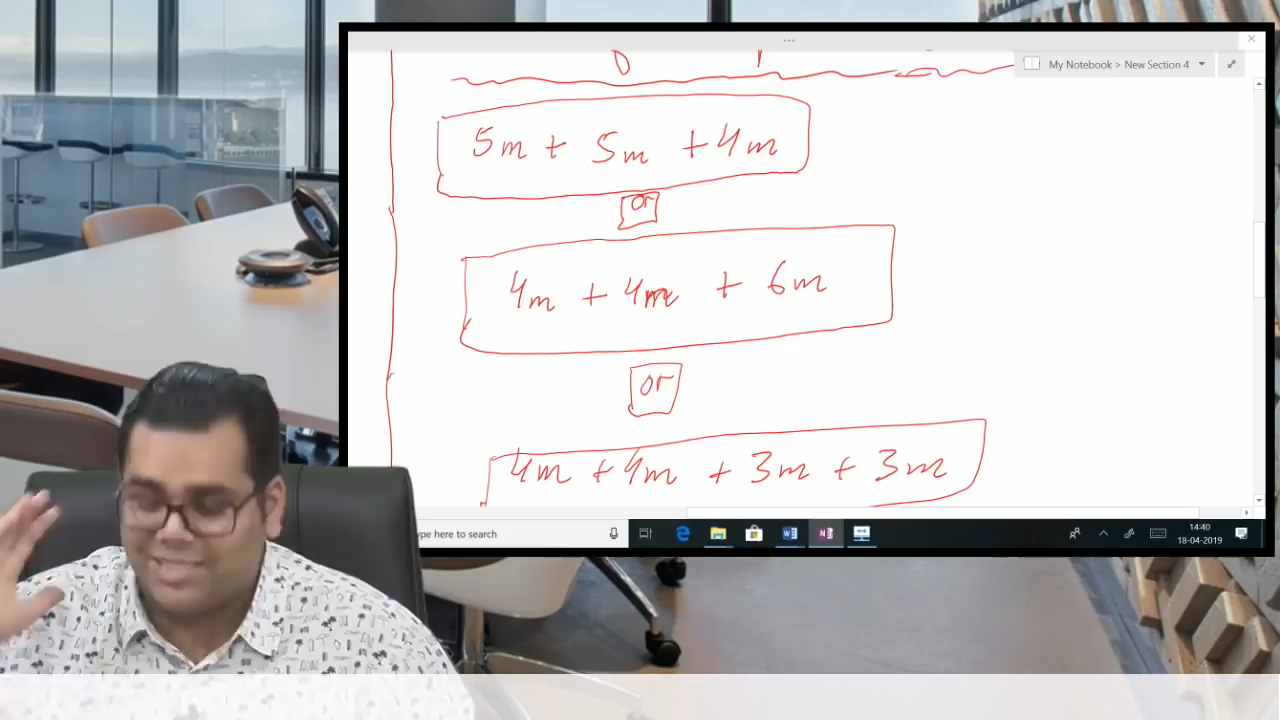 My Notebook > New Section 4
5m + 5m + 4m
or
4m + 4m + 6m
or
4m + 4m + 3m + 3m
ype here to search
14:40
18-04-2019